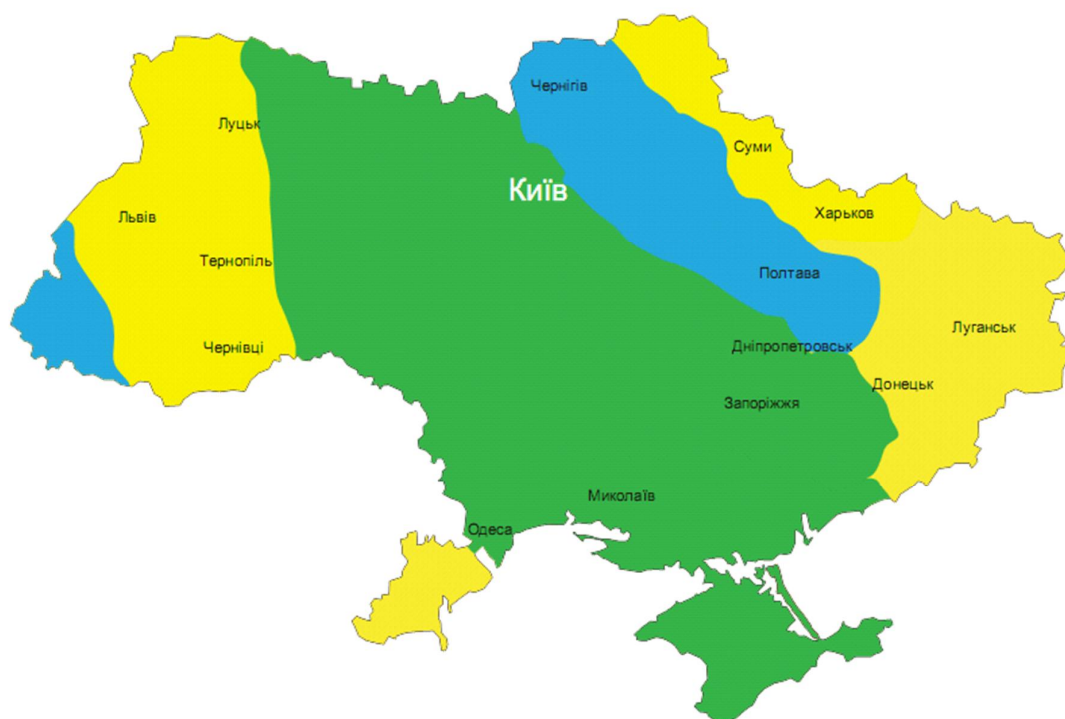 Чернігів
Луцьк
Суми
Київ
Львів
Харьков
Тернопіль
Полтава
Луганськ
Чернівці
Дніпропетровськ
Донецьк
Запоріжжя
Миколаїв
Одеса